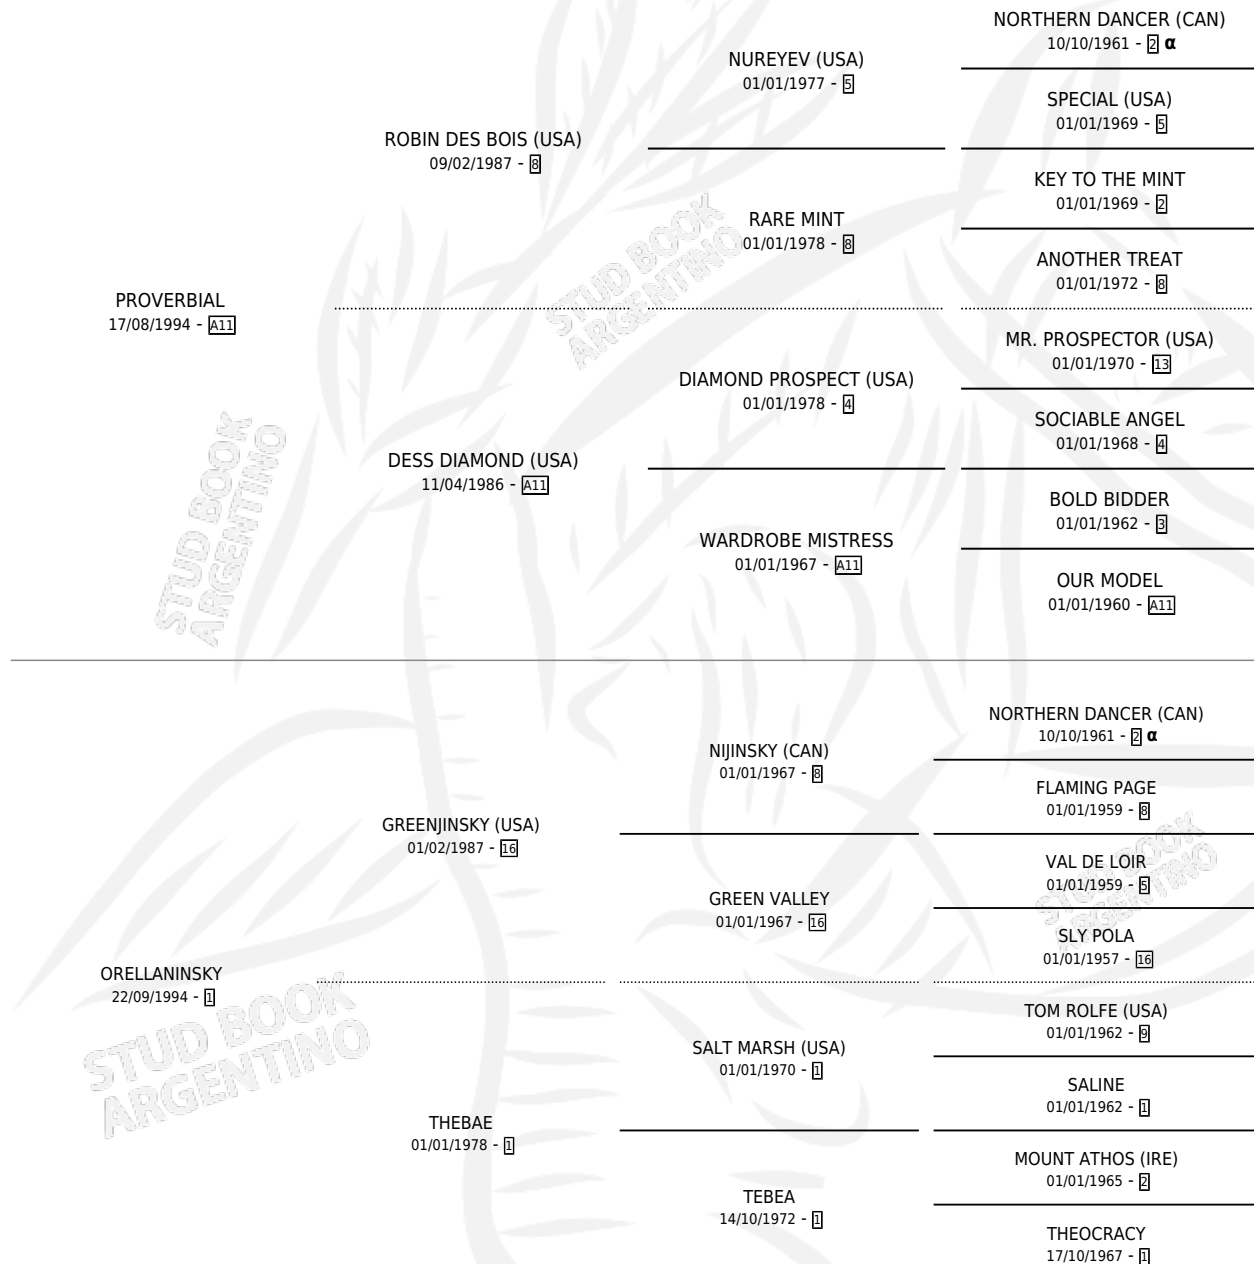 NORTHERN DANCER (CAN)
10/10/1961 - 2 α
NUREYEV (USA)
01/01/1977 - 5
SPECIAL (USA)
01/01/1969 - 5
ROBIN DES BOIS (USA)
09/02/1987 - 8
KEY TO THE MINT
01/01/1969 - 2
RARE MINT
01/01/1978 - 8
ANOTHER TREAT
01/01/1972 - 8
PROVERBIAL
17/08/1994 - A11
MR. PROSPECTOR (USA)
01/01/1970 - 13
DIAMOND PROSPECT (USA)
01/01/1978 - 4
SOCIABLE ANGEL
01/01/1968 - 4
DESS DIAMOND (USA)
11/04/1986 - A11
BOLD BIDDER
01/01/1962 - 3
WARDROBE MISTRESS
01/01/1967 - A11
OUR MODEL
01/01/1960 - A11
NORTHERN DANCER (CAN)
10/10/1961 - 2 α
NIJINSKY (CAN)
01/01/1967 - 8
FLAMING PAGE
01/01/1959 - 8
GREENJINSKY (USA)
01/02/1987 - 16
VAL DE LOIR
01/01/1959 - 5
GREEN VALLEY
01/01/1967 - 16
SLY POLA
01/01/1957 - 16
ORELLANINSKY
22/09/1994 - 1
TOM ROLFE (USA)
01/01/1962 - 9
SALT MARSH (USA)
01/01/1970 - 1
SALINE
01/01/1962 - 1
THEBAE
01/01/1978 - 1
MOUNT ATHOS (IRE)
01/01/1965 - 2
TEBEA
14/10/1972 - 1
THEOCRACY
17/10/1967 - 1
STUD BOOK
ARGENTINO
STUD BOOK
ARGENTINO
STUD BOOK
ARGENTINO
STUD BOOK
ARGENTINO